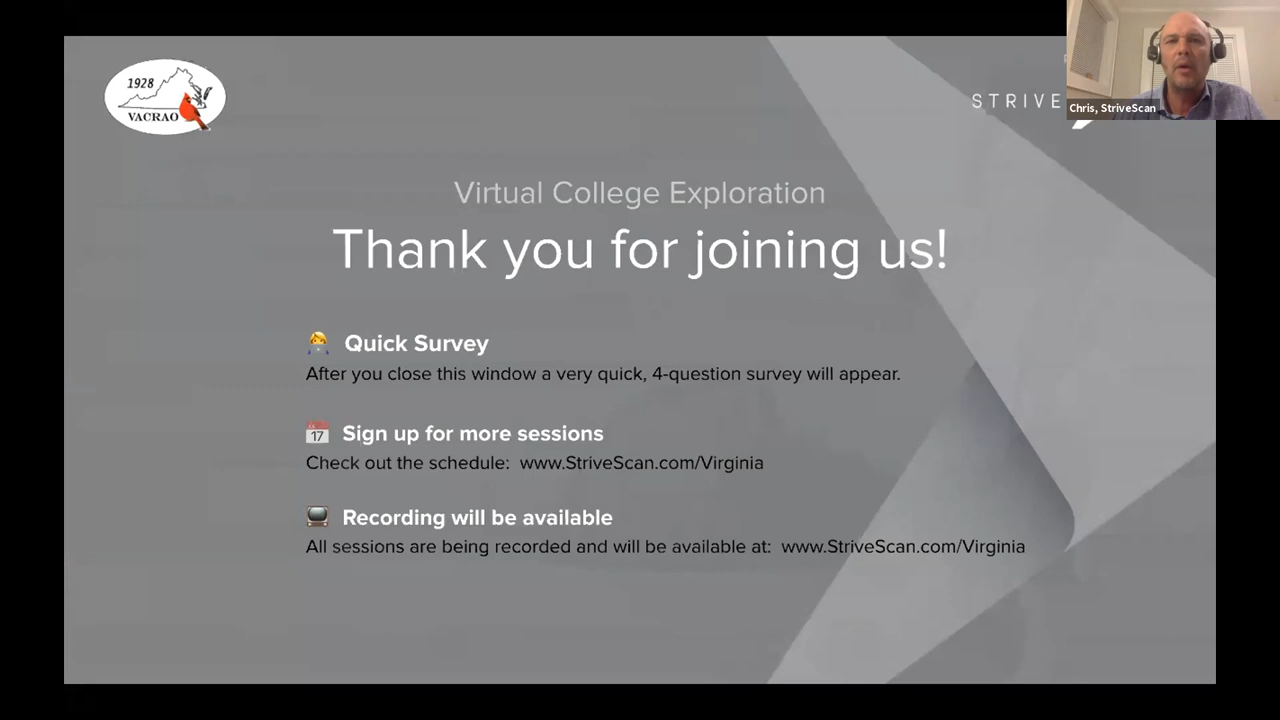 1928
VACRAO
STRIVE
Chris, StriveScan
Virtual College Exploration
Thank you for joining us!
Quick Survey
After you close this window a very quick, 4-question survey will appear.
17
Sign up for more sessions
Check out the schedule: www.StriveScan.com/Virginia
Recording will be available
All sessions are being recorded and will be available at: www.StriveScan.com/Virginia